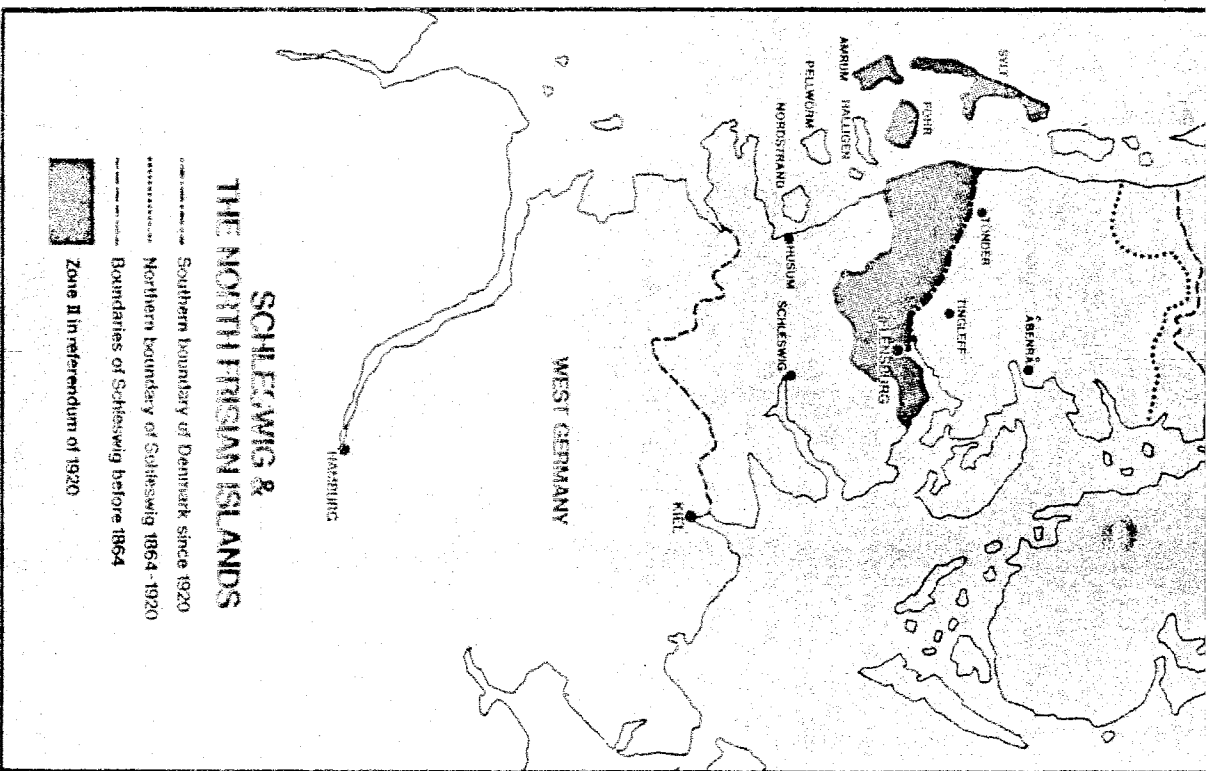 SYLT
AMRUM
FÖHR
HALLIGEN
PELLWORM
NORDSTRAND
TØNDER
TINGLEFF
ÅBENRÅ
FLENSBURG
HUSUM
SCHLESWIG
WEST GERMANY
KIEL
HAMBURG
SCHLESWIG &
THE NORTH FRISIAN ISLANDS
Southern boundary of Denmark since 1920
Northern boundary of Schleswig 1864-1920
Boundaries of Schleswig before 1864
Zone II in referendum of 1920